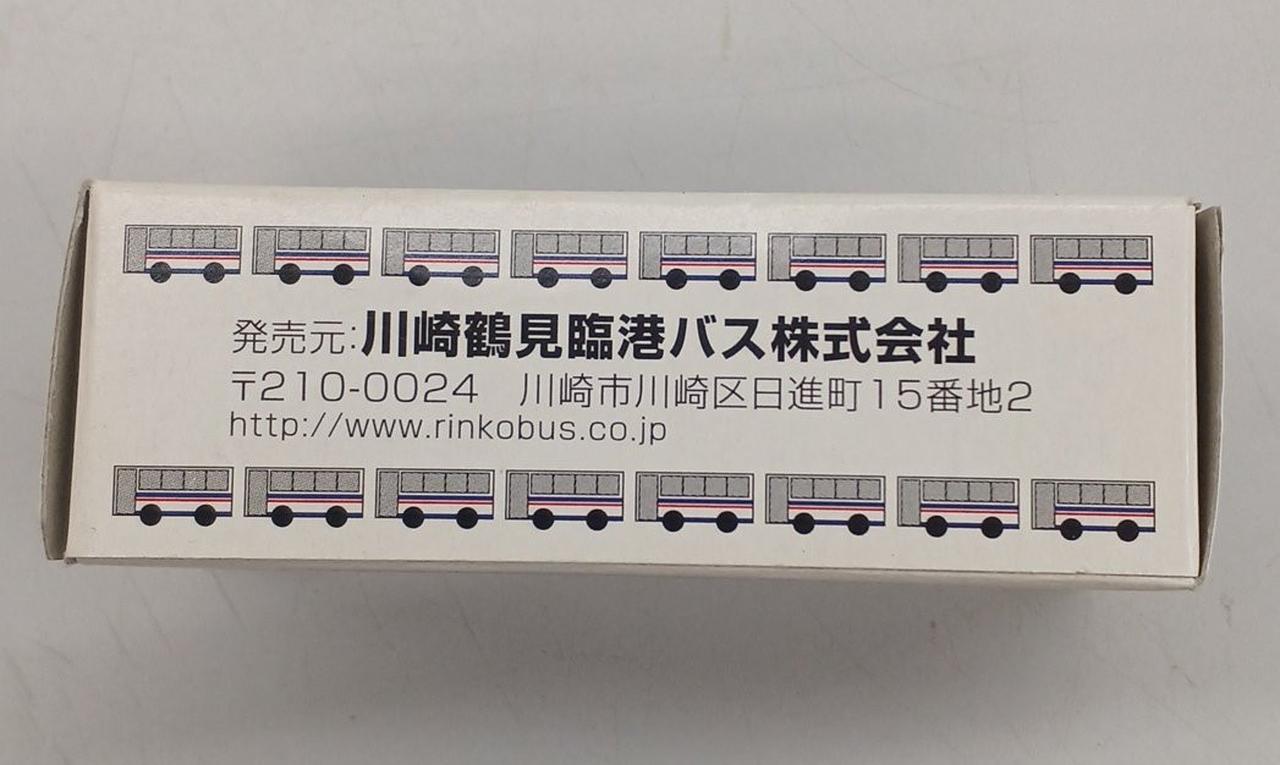 発売元:川崎鶴見臨港バス株式会社
〒210-0024 川崎市川崎区日進町15番地2
http://www.rinkobus.co.jp